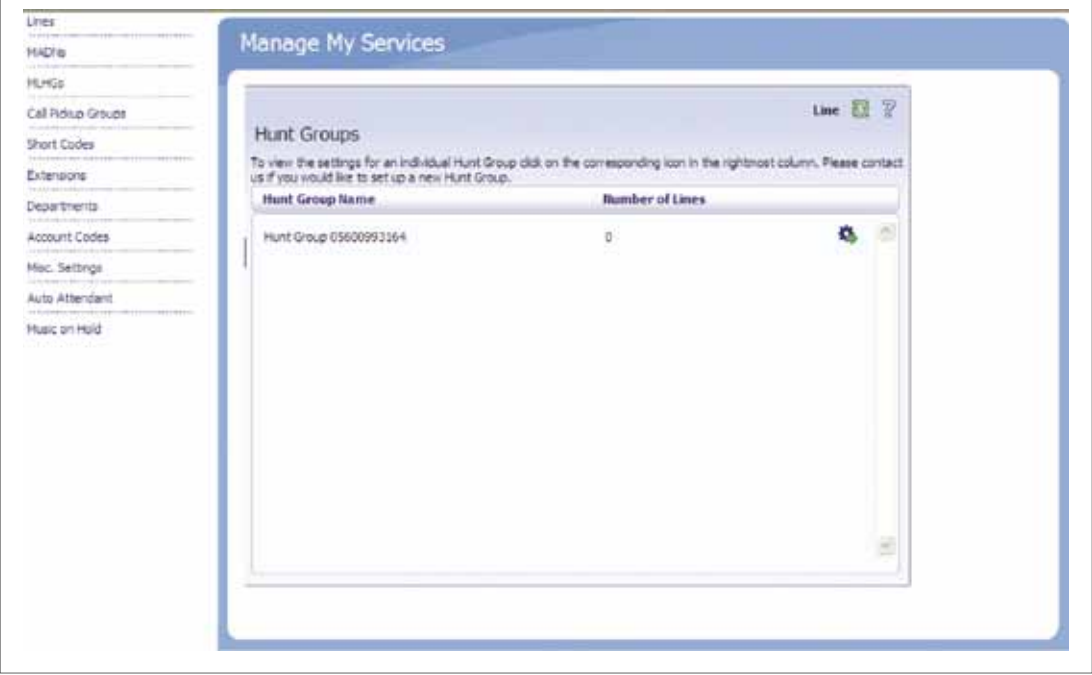 Lines
MADNs
MLHGs
Call Pickup Groups
Short Codes
Extensions
Departments
Account Codes
Misc. Settings
Auto Attendant
Music on Hold
Manage My Services
Line
Hunt Groups
To view the settings for an individual Hunt Group click on the corresponding icon in the rightmost column. Please contact
us if you would like to set up a new Hunt Group.
Hunt Group Name Number of Lines
Hunt Group 05600993164 0